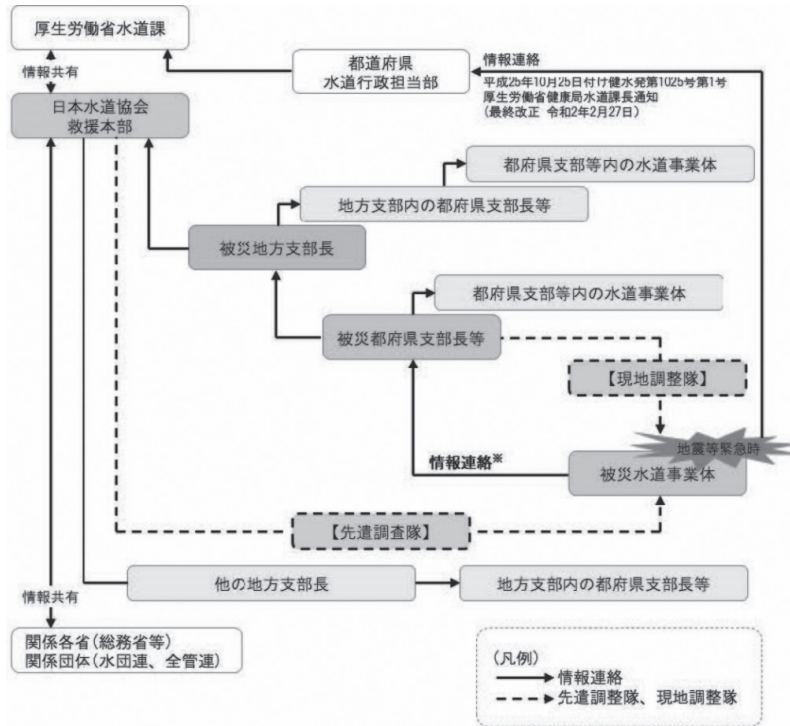 厚生労働省水道課
情報共有
都道府県
水道行政担当部
情報連絡
平成25年10月25日付け健水発第1025号第1号
厚生労働省健康局水道課長通知
(最終改正 令和2年2月27日)
日本水道協会
救援本部
都府県支部等内の水道事業体
地方支部内の都府県支部長等
被災地方支部長
都府県支部等内の水道事業体
被災都府県支部長等
【現地調整隊】
地震等緊急時
情報連絡※
被災水道事業体
【先遣調査隊】
他の地方支部長
地方支部内の都府県支部長等
情報共有
関係各省(総務省等)
関係団体(水団連、全管連)
(凡例)
情報連絡
先遣調整隊、現地調整隊